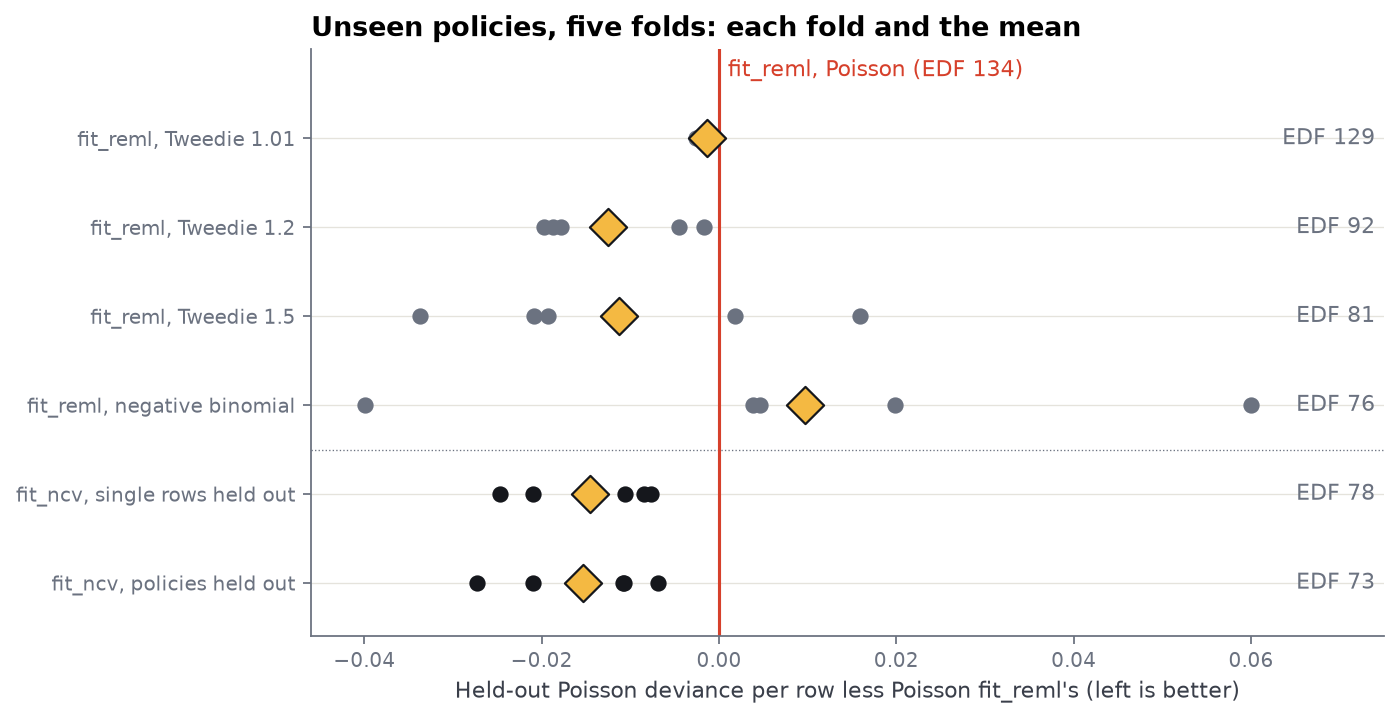 Unseen policies, five folds: each fold and the mean
fit_reml, Poisson (EDF 134)
fit_reml, Tweedie 1.01
EDF 129
fit_reml, Tweedie 1.2
EDF 92
fit_reml, Tweedie 1.5
EDF 81
fit_reml, negative binomial
EDF 76
fit_ncv, single rows held out
EDF 78
fit_ncv, policies held out
EDF 73
−0.04 −0.02 0.00 0.02 0.04 0.06
Held-out Poisson deviance per row less Poisson fit_reml's (left is better)